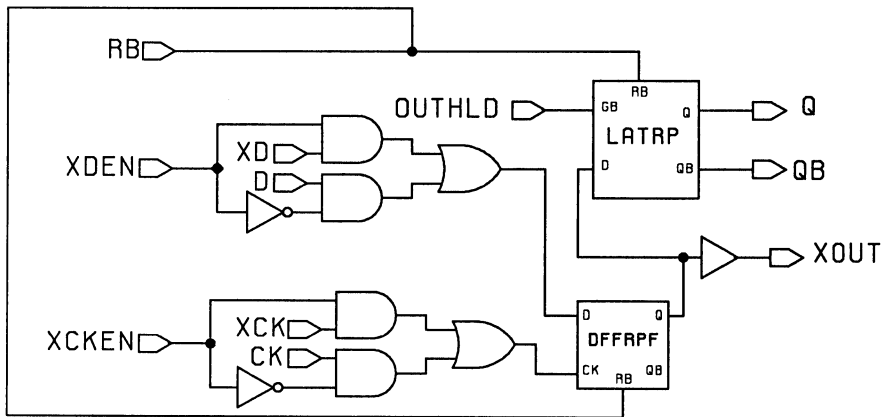 RB
RB
OUTHLD
GB
Q
Q
LATRP
XD
XDEN
D
QB
QB
D
XOUT
D
Q
XCK
DFFRPF
XCKEN
CK
CK
QB
RB